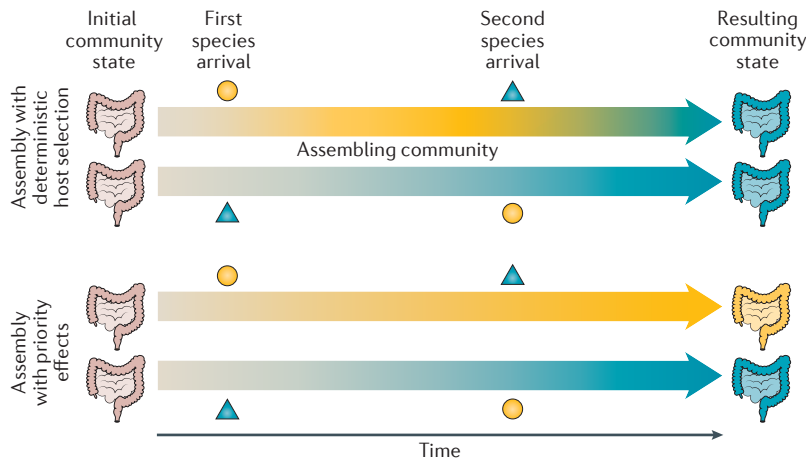 Initial
community
state
First
species
arrival
Second
species
arrival
Resulting
community
state
Assembly with
deterministic
host selection
Assembling community
Assembly
with priority
effects
Time